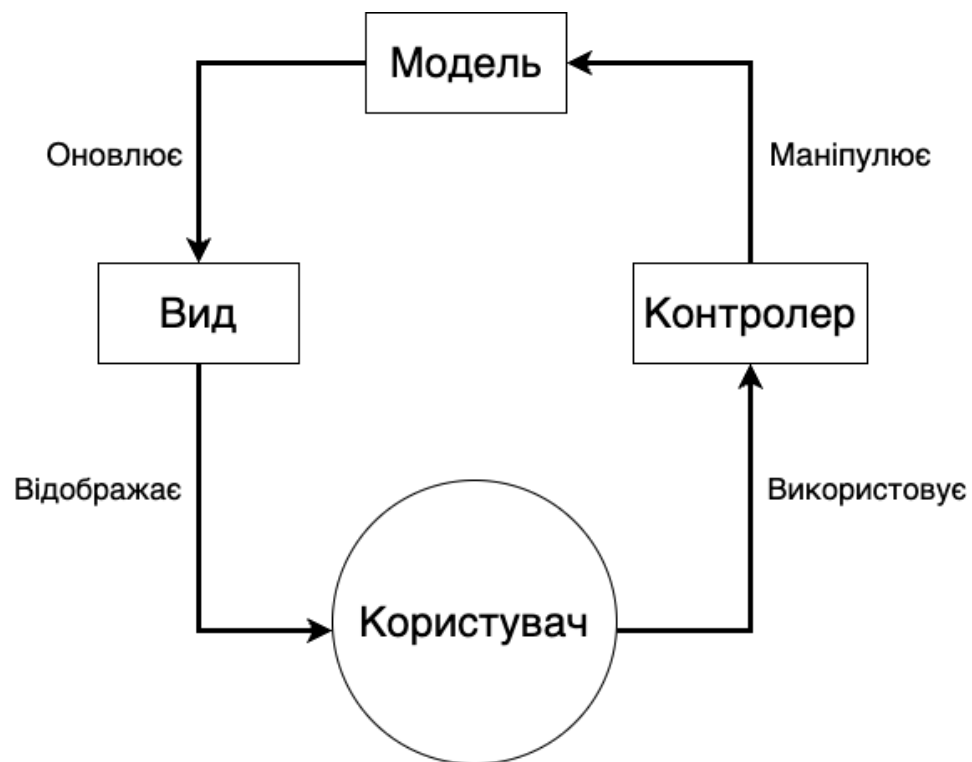 Модель
Оновлює
Маніпулює
Вид
Контролер
Відображає
Використовує
Користувач